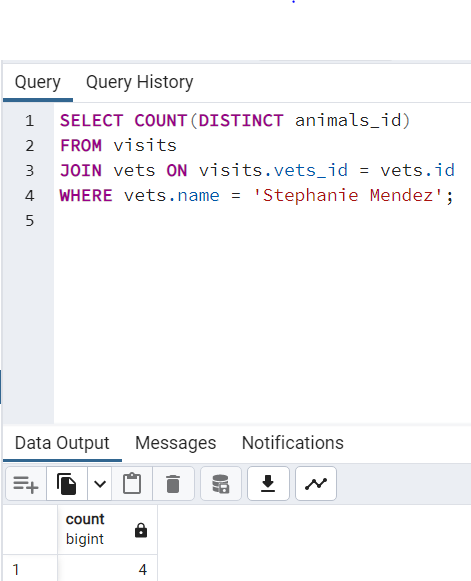 Query Query History
1 SELECT COUNT(DISTINCT animals_id)
2 FROM visits
3 JOIN vets ON visits.vets_id = vets.id
4 WHERE vets.name = 'Stephanie Mendez';
5
Data Output Messages Notifications
count
bigint
1 4